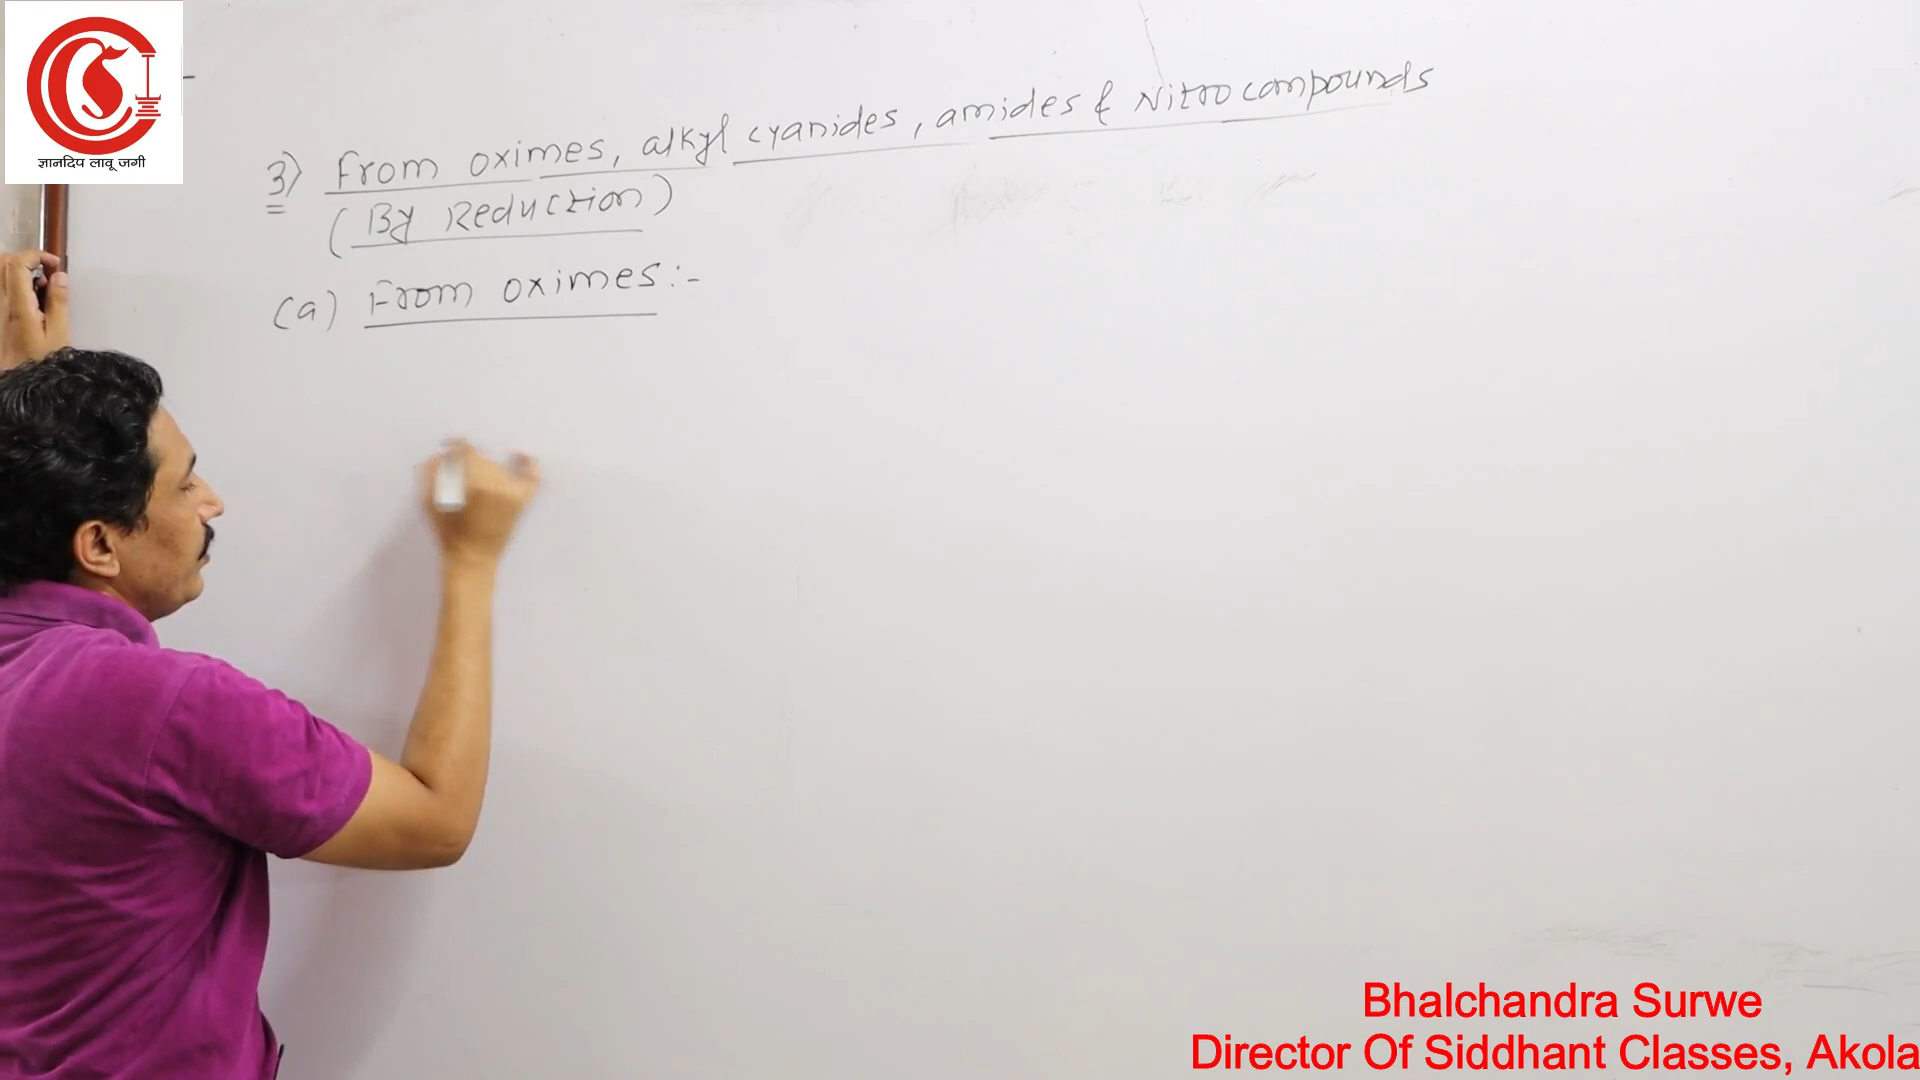 ज्ञानदिप लावू जगी
3) From oximes, alkyl cyanides, amides & Nitro compounds
(By Reduction)
(a) From oximes:-
Bhalchandra Surwe
Director Of Siddhant Classes, Akola